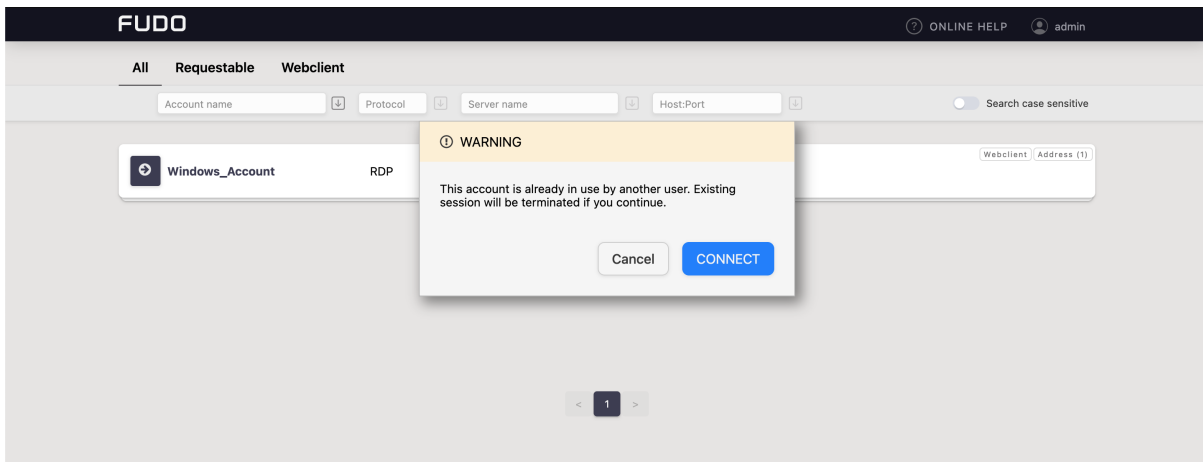 FUDO
? ONLINE HELP admin
All Requestable Webclient
Account name Protocol Server name Host:Port Search case sensitive
WARNING
Webclient Address (1)
Windows_Account RDP
This account is already in use by another user. Existing
session will be terminated if you continue.
Cancel CONNECT
< 1 >